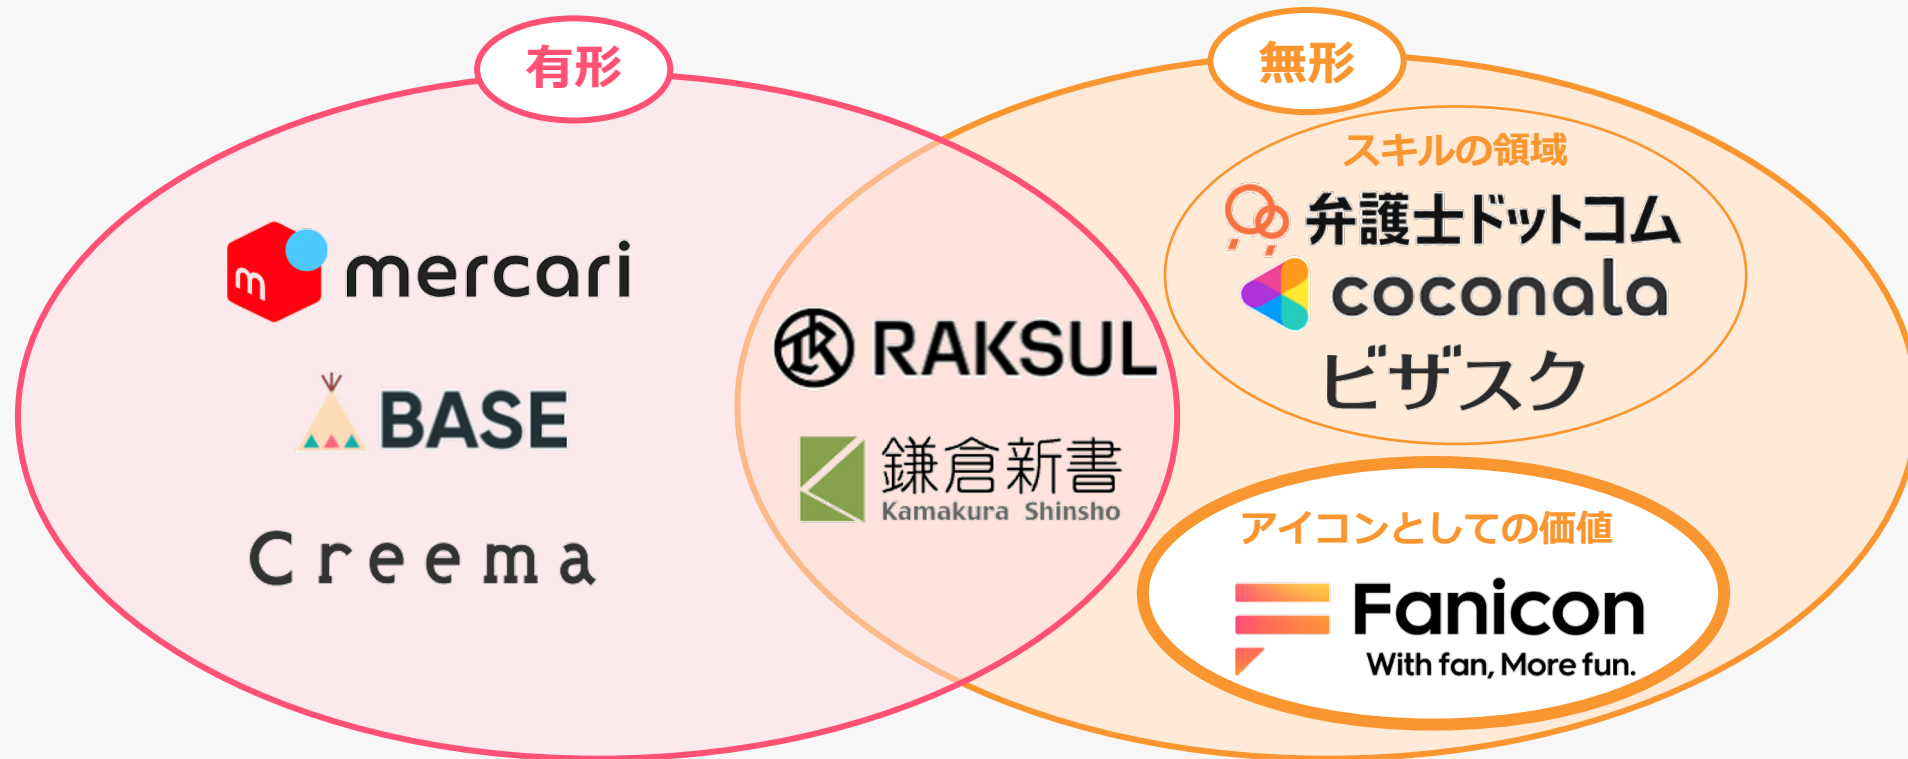 有形
mercari
BASE
Creema
RAKSUL
鎌倉新書
Kamakura Shinsho
無形
スキルの領域
弁護士ドットコム
coconala
ビザスク
アイコンとしての価値
Fanicon
With fan, More fun.